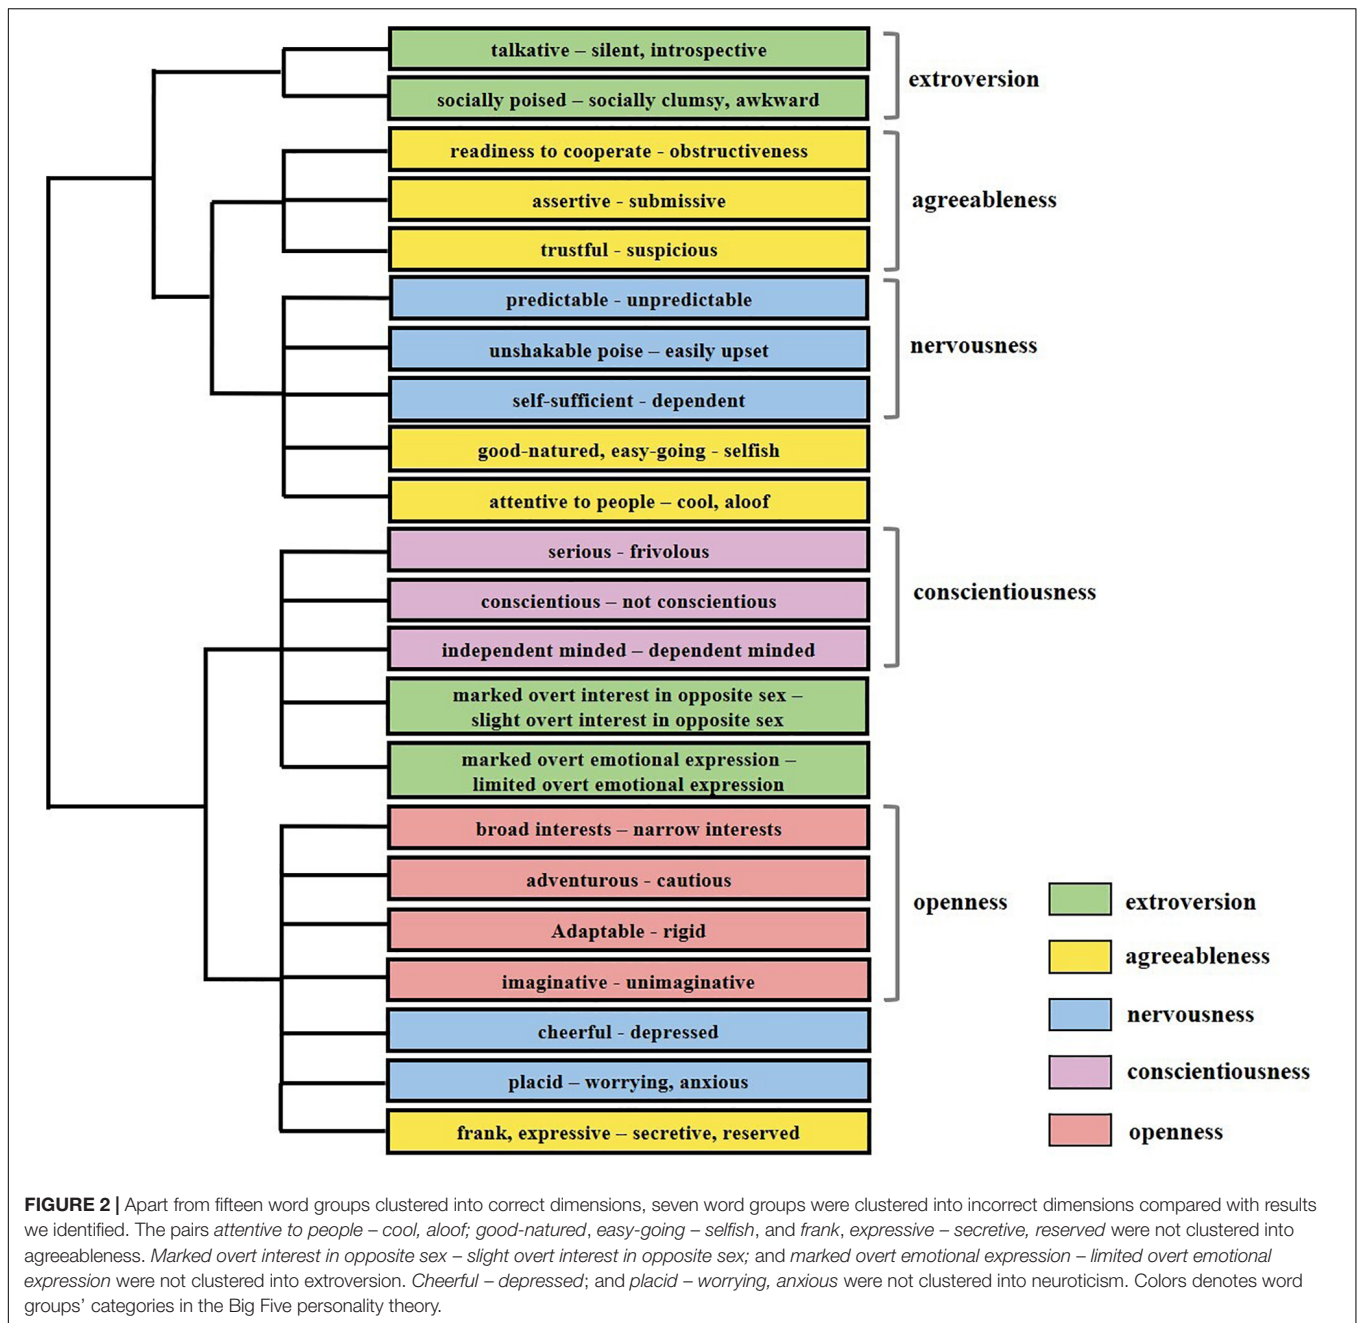 talkative – silent, introspective
socially poised – socially clumsy, awkward
extroversion
readiness to cooperate - obstructiveness
assertive - submissive
trustful - suspicious
agreeableness
predictable - unpredictable
unshakable poise – easily upset
self-sufficient - dependent
nervousness
good-natured, easy-going - selfish
attentive to people – cool, aloof
serious - frivolous
conscientious – not conscientious
independent minded – dependent minded
conscientiousness
marked overt interest in opposite sex –
slight overt interest in opposite sex
marked overt emotional expression –
limited overt emotional expression
broad interests – narrow interests
adventurous - cautious
Adaptable - rigid
imaginative - unimaginative
openness
cheerful - depressed
placid – worrying, anxious
frank, expressive – secretive, reserved
extroversion
agreeableness
nervousness
conscientiousness
openness
FIGURE 2 | Apart from fifteen word groups clustered into correct dimensions, seven word groups were clustered into incorrect dimensions compared with results
we identified. The pairs attentive to people – cool, aloof; good-natured, easy-going – selfish, and frank, expressive – secretive, reserved were not clustered into
agreeableness. Marked overt interest in opposite sex – slight overt interest in opposite sex; and marked overt emotional expression – limited overt emotional
expression were not clustered into extroversion. Cheerful – depressed; and placid – worrying, anxious were not clustered into neuroticism. Colors denotes word
groups' categories in the Big Five personality theory.